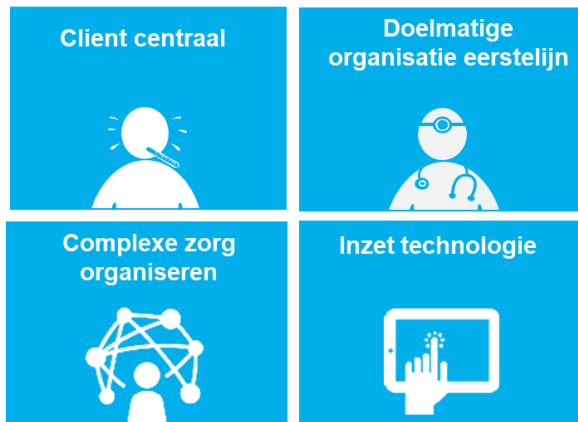 Client centraal
Doelmatige
organisatie eerstelijn
Complexe zorg
organiseren
Inzet technologie